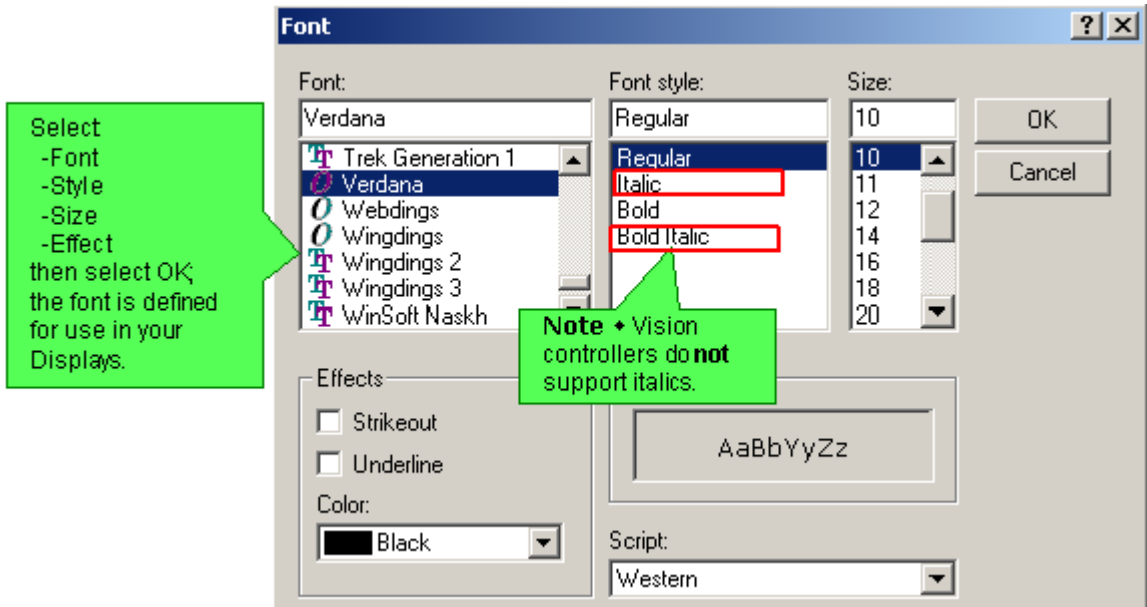 Font
Select
-Font
-Style
-Size
-Effect
then select OK;
the font is defined
for use in your
Displays.
Font:
Verdana
Trek Generation 1
Verdana
Webdings
Wingdings
Wingdings 2
Wingdings 3
WinSoft Naskh
Font style:
Regular
Regular
Italic
Bold
Bold Italic
Size:
10
10
11
12
14
16
18
20
OK
Cancel
Note • Vision
controllers do not
support italics.
Effects
Strikeout
Underline
Color:
Black
AaBbYyZz
Script:
Western